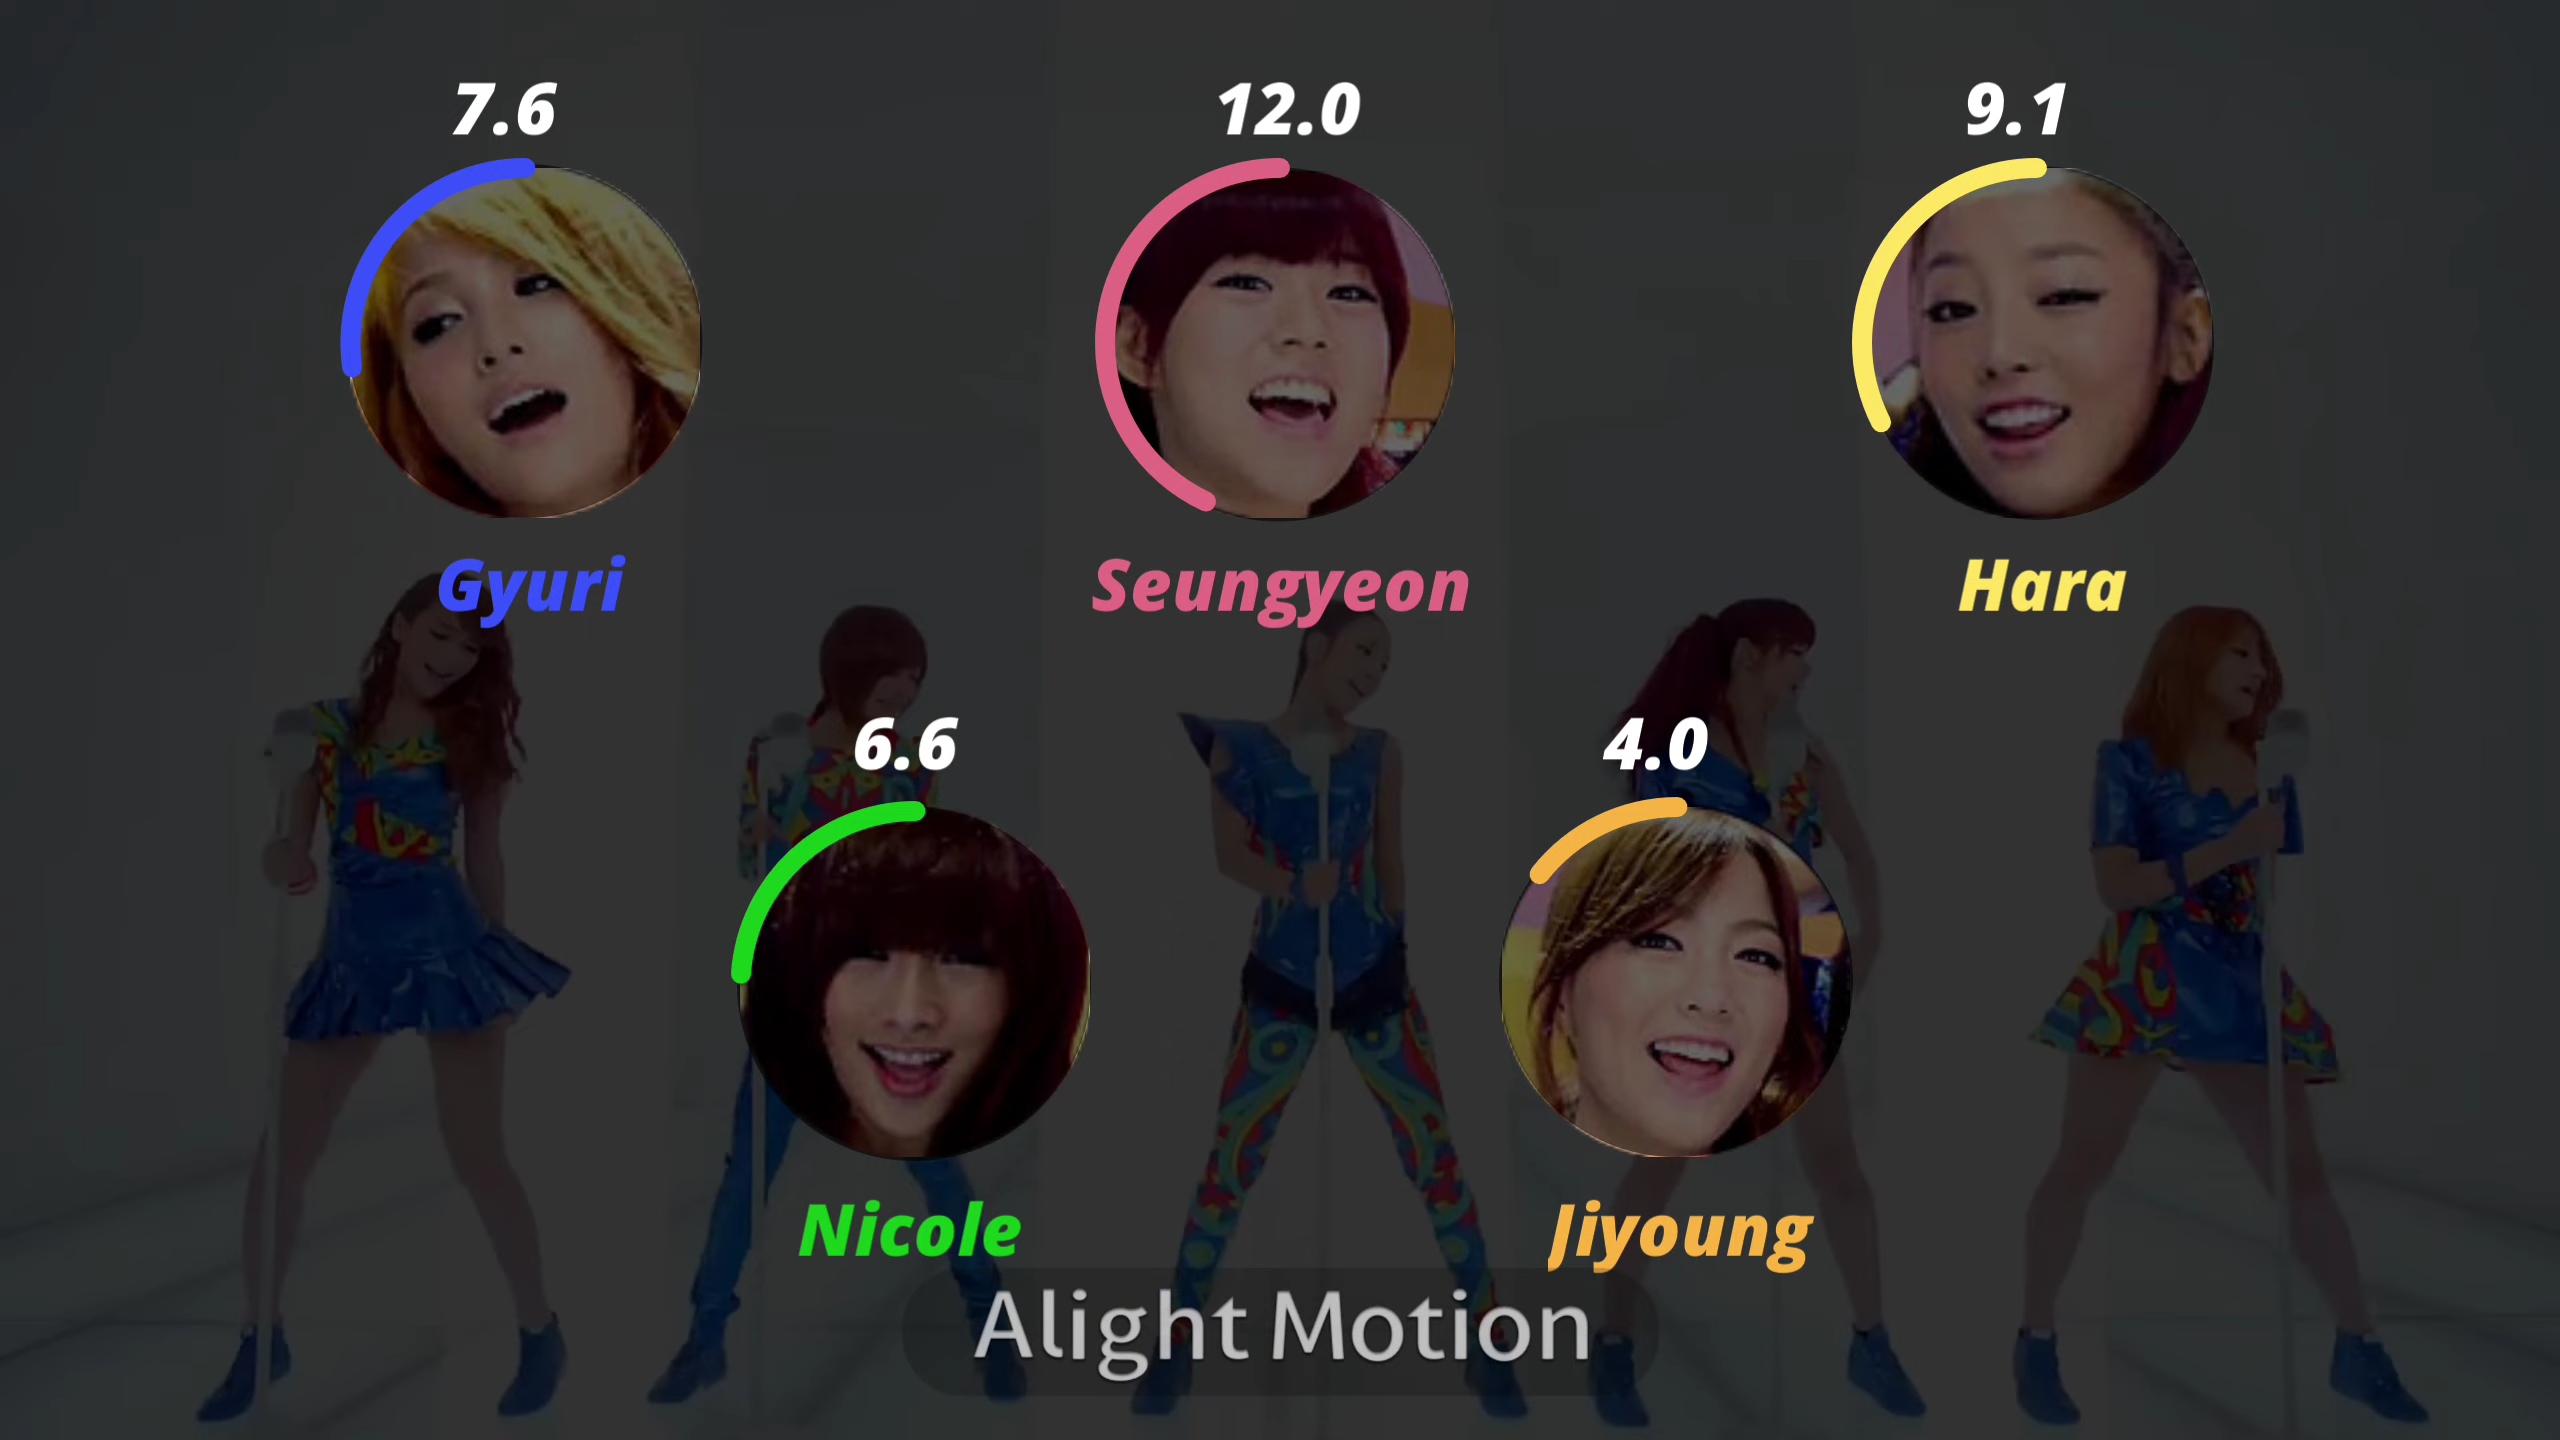 7.6
12.0
9.1
Gyuri
Seungyeon
Hara
6.6
4.0
Nicole
Jiyoung
Alight Motion